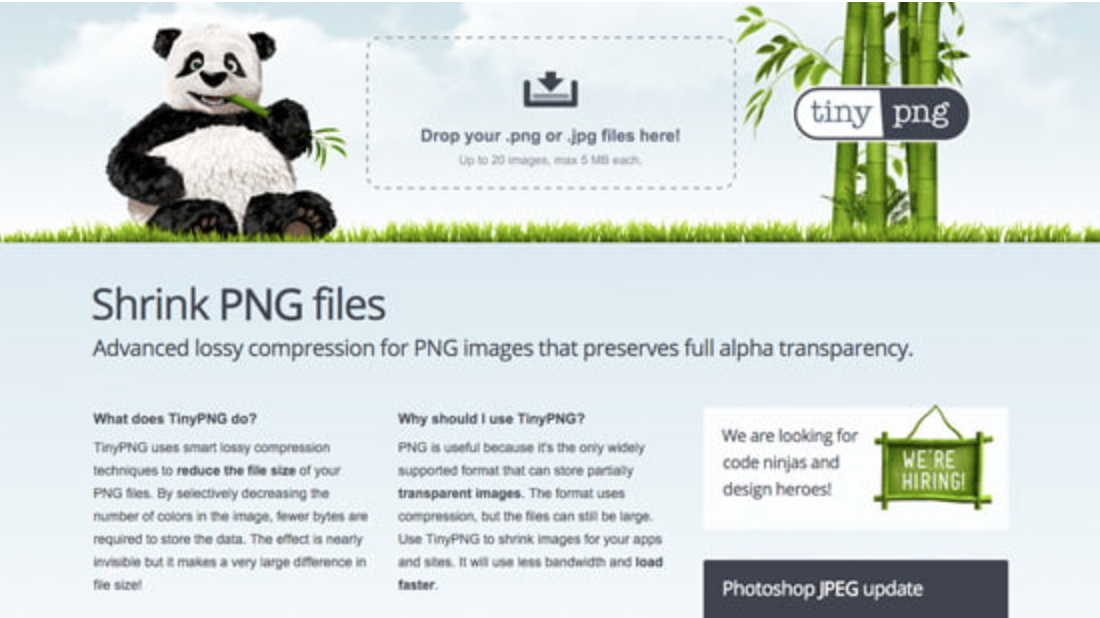 Drop your .png or .jpg files here!
Up to 20 images, max 5 MB each.
tiny png
Shrink PNG files
Advanced lossy compression for PNG images that preserves full alpha transparency.
What does TinyPNG do?
TinyPNG uses smart lossy compression
techniques to reduce the file size of your
PNG files. By selectively decreasing the
number of colors in the image, fewer bytes are
required to store the data. The effect is nearly
invisible but it makes a very large difference in
file size!
Why should I use TinyPNG?
PNG is useful because it's the only widely
supported format that can store partially
transparent images. The format uses
compression, but the files can still be large.
Use TinyPNG to shrink images for your apps
and sites. It will use less bandwidth and load
faster.
We are looking for
code ninjas and
design heroes!
WE'RE
HIRING!
Photoshop JPEG update